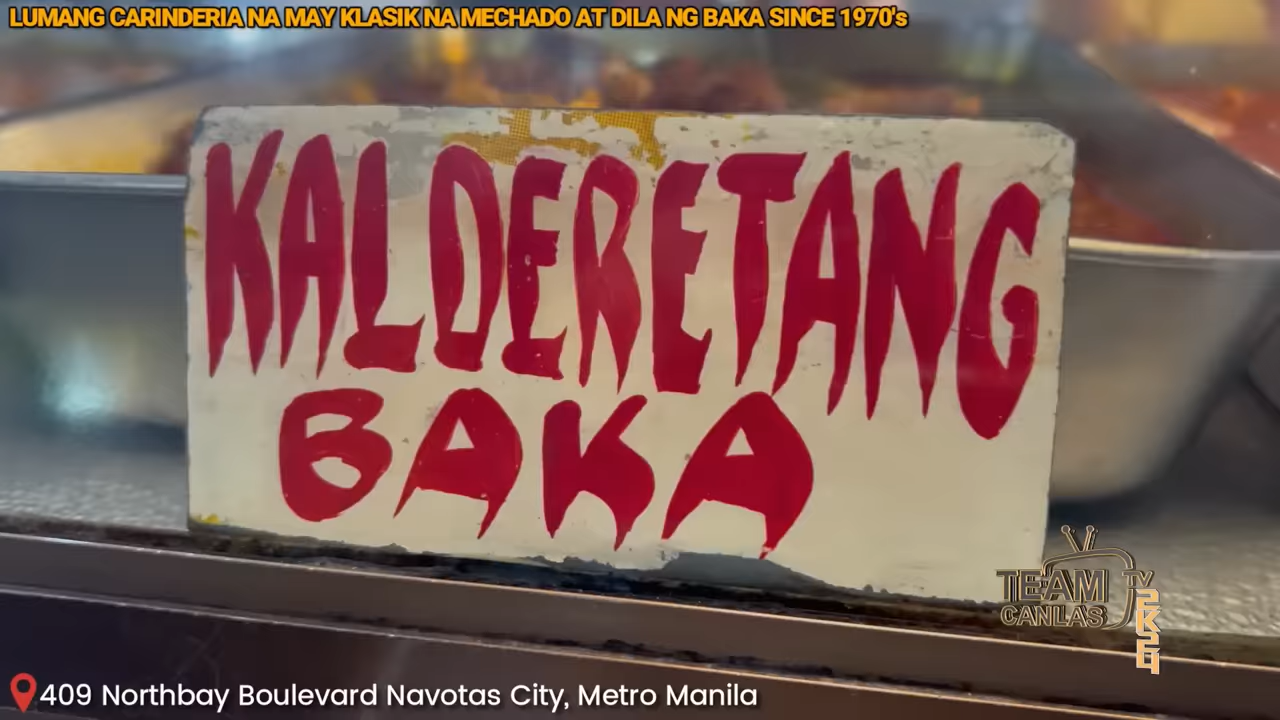 LUMANG CARINDERIA NA MAY KLASIK NA MECHADO AT DILA NG BAKA SINCE 1970's
KALDERETANG
BAKA
TEAM
CANLAS
TV
409 Northbay Boulevard Navotas City, Metro Manila